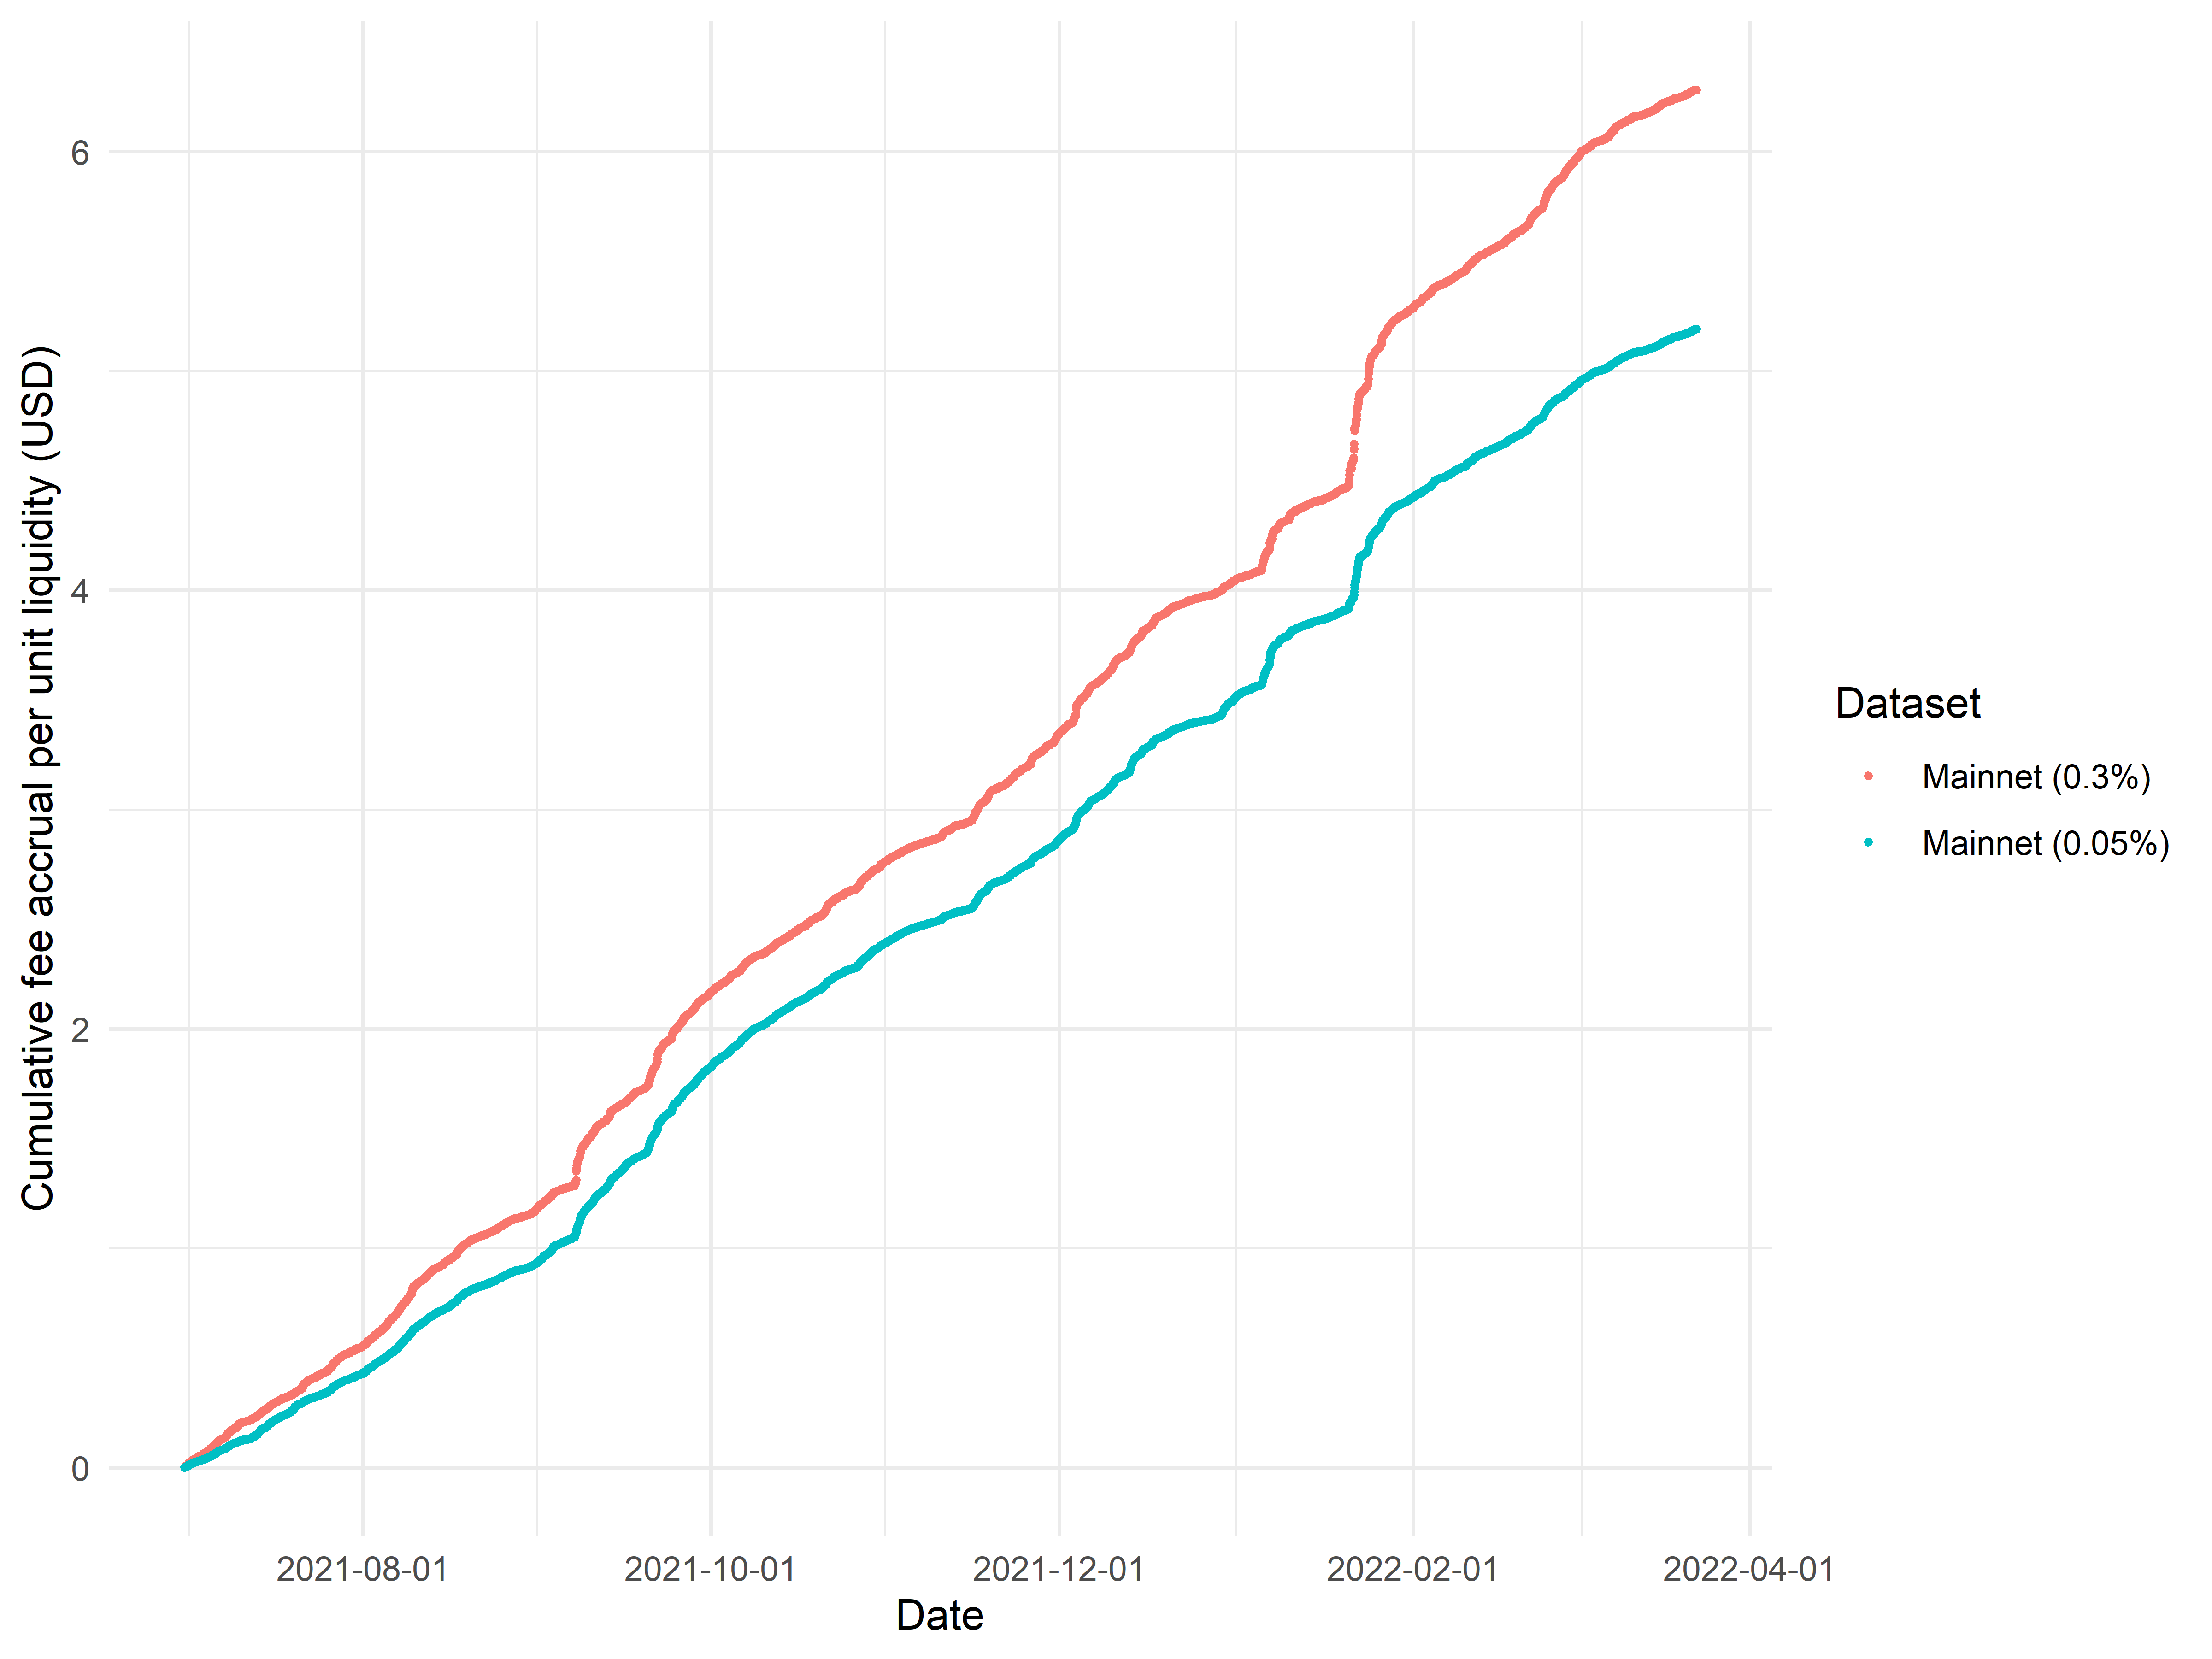 Cumulative fee accrual per unit liquidity (USD)
6
4
2
0
2021-08-01
2021-10-01
2021-12-01
2022-02-01
2022-04-01
Date
Dataset
Mainnet (0.3%)
Mainnet (0.05%)